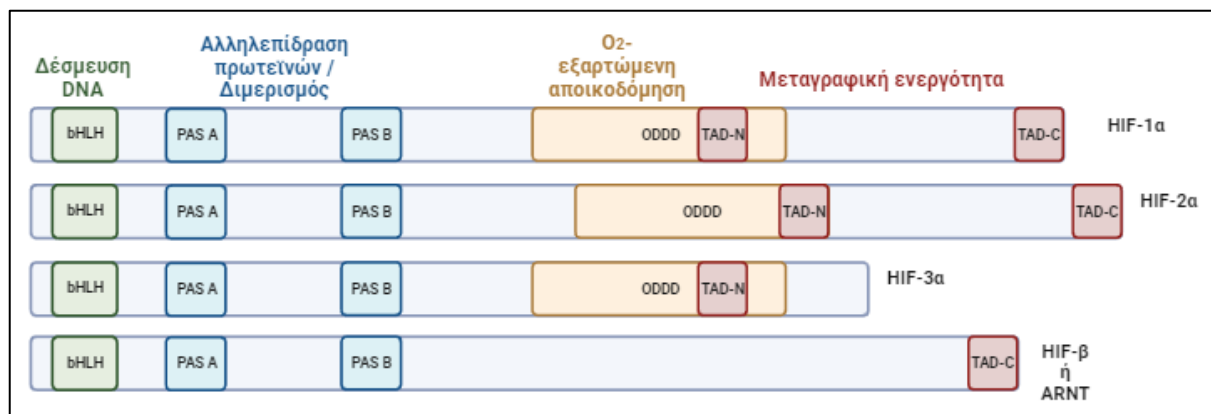 Δέσμευση
DNA
Αλληλεπίδραση
πρωτεϊνών /
Διμερισμός
O2-
εξαρτώμενη
αποικοδόμηση
Μεταγραφική ενεργότητα
bHLH PAS A PAS B ODDD TAD-N TAD-C HIF-1α
bHLH PAS A PAS B ODDD TAD-N TAD-C HIF-2α
bHLH PAS A PAS B ODDD TAD-N HIF-3α
bHLH PAS A PAS B TAD-C HIF-β
ή
ARNT